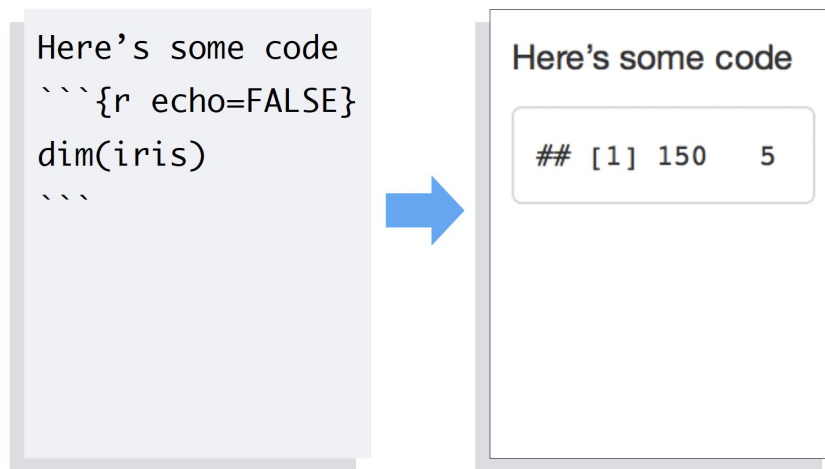 Here’s some code
```{r echo=FALSE}
dim(iris)
```
Here’s some code
## [1] 150   5